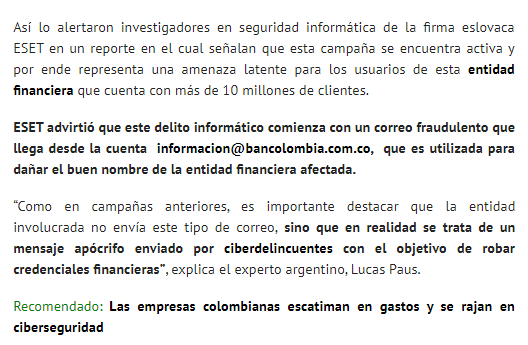 Así lo alertaron investigadores en seguridad informática de la firma eslovaca
ESET en un reporte en el cual señalan que esta campaña se encuentra activa y
por ende representa una amenaza latente para los usuarios de esta entidad
financiera que cuenta con más de 10 millones de clientes.
ESET advirtió que este delito informático comienza con un correo fraudulento que
llega desde la cuenta informacion@bancolombia.com.co, que es utilizada para
dañar el buen nombre de la entidad financiera afectada.
“Como en campañas anteriores, es importante destacar que la entidad
involucrada no envía este tipo de correo, sino que en realidad se trata de un
mensaje apócrifo enviado por ciberdelincuentes con el objetivo de robar
credenciales financieras”, explica el experto argentino, Lucas Paus.
Recomendado: Las empresas colombianas escatiman en gastos y se rajan en
ciberseguridad